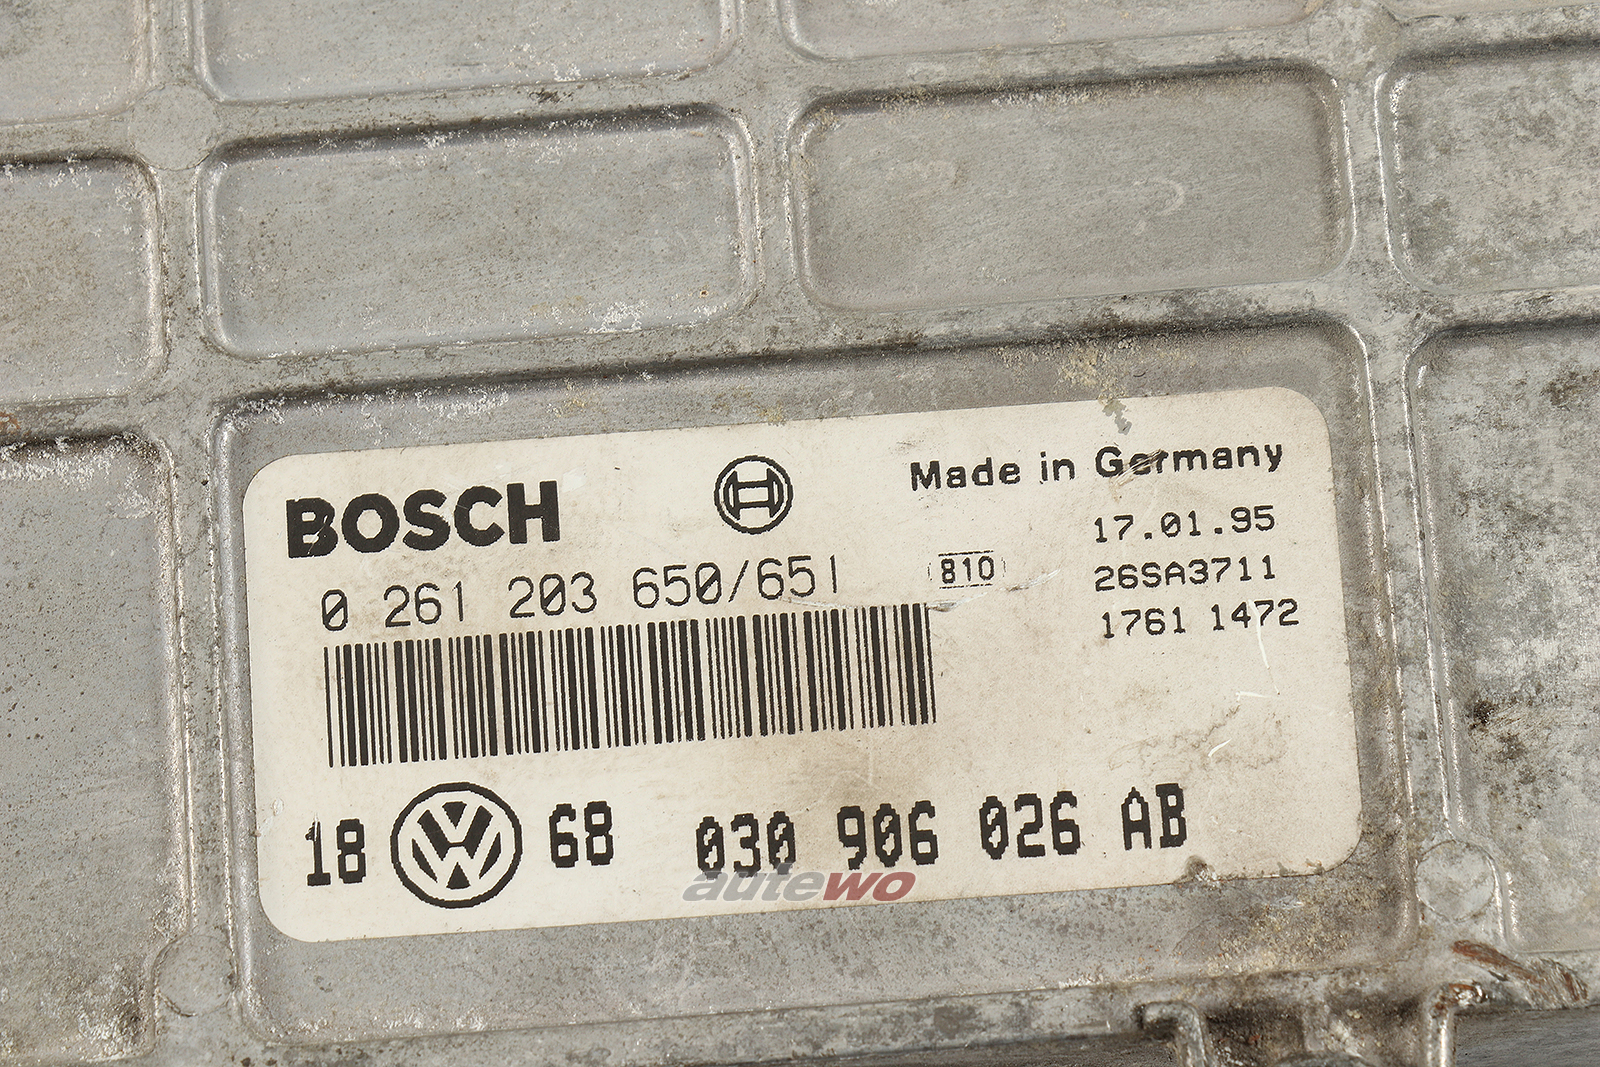 BOSCH
Made in Germany
17.01.95
0 261 203 650/651
810
26SA3711
1761 1472
18 VW 68 030 906 026 AB
autewo